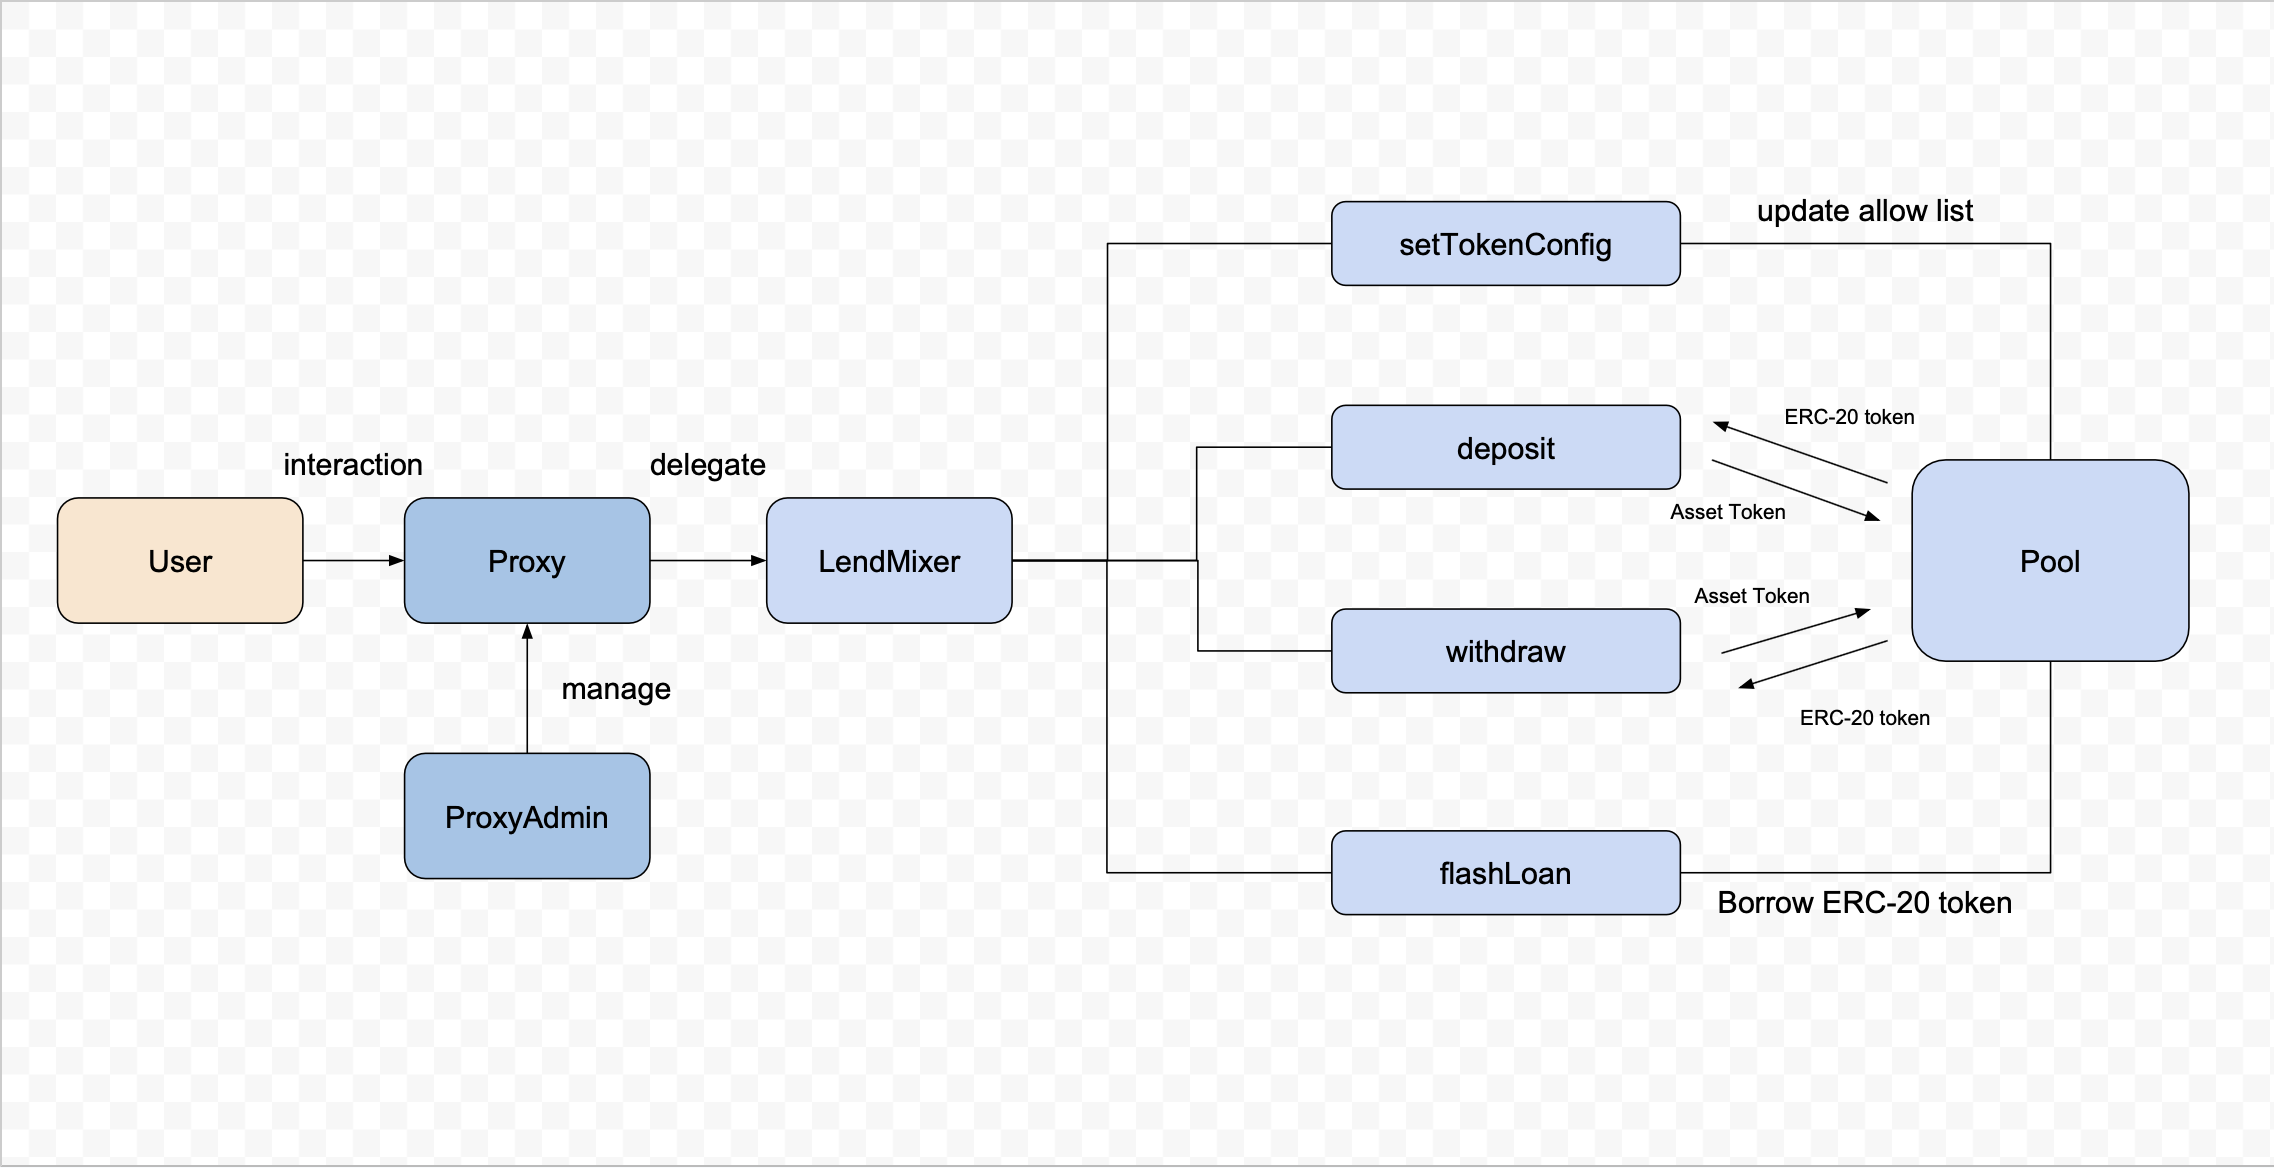 setTokenConfig
update allow list
deposit
ERC-20 token
Asset Token
interaction
delegate
User
Proxy
LendMixer
Pool
Asset Token
withdraw
ERC-20 token
manage
ProxyAdmin
flashLoan
Borrow ERC-20 token